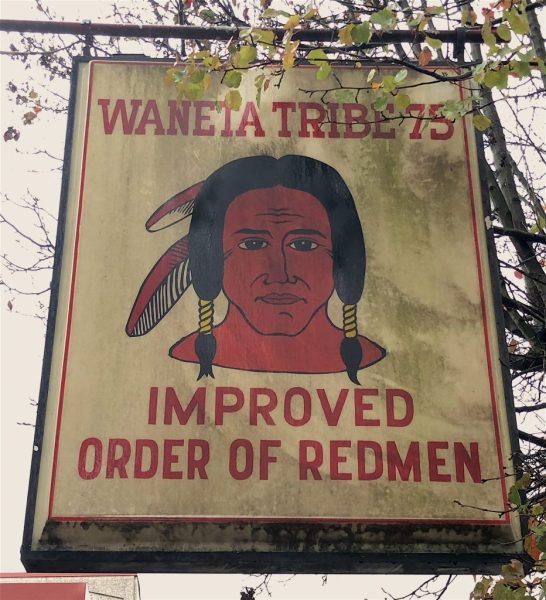 WANETA TRIBE 75
IMPROVED
ORDER OF REDMEN